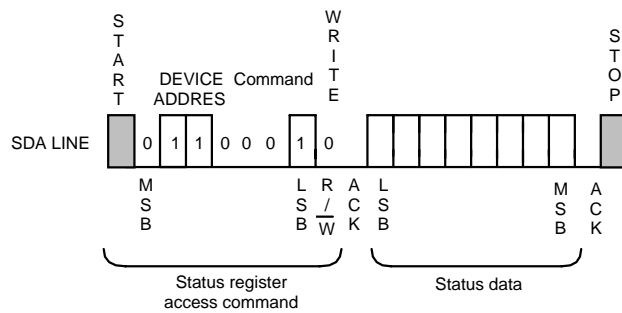 START
WRITE
STOP
DEVICE Command
ADDRES
SDA LINE 0 1 1 0 0 0 1 0
MSB
LSB
R/W
ACK
LSB
MSB
ACK
Status register
access command
Status data